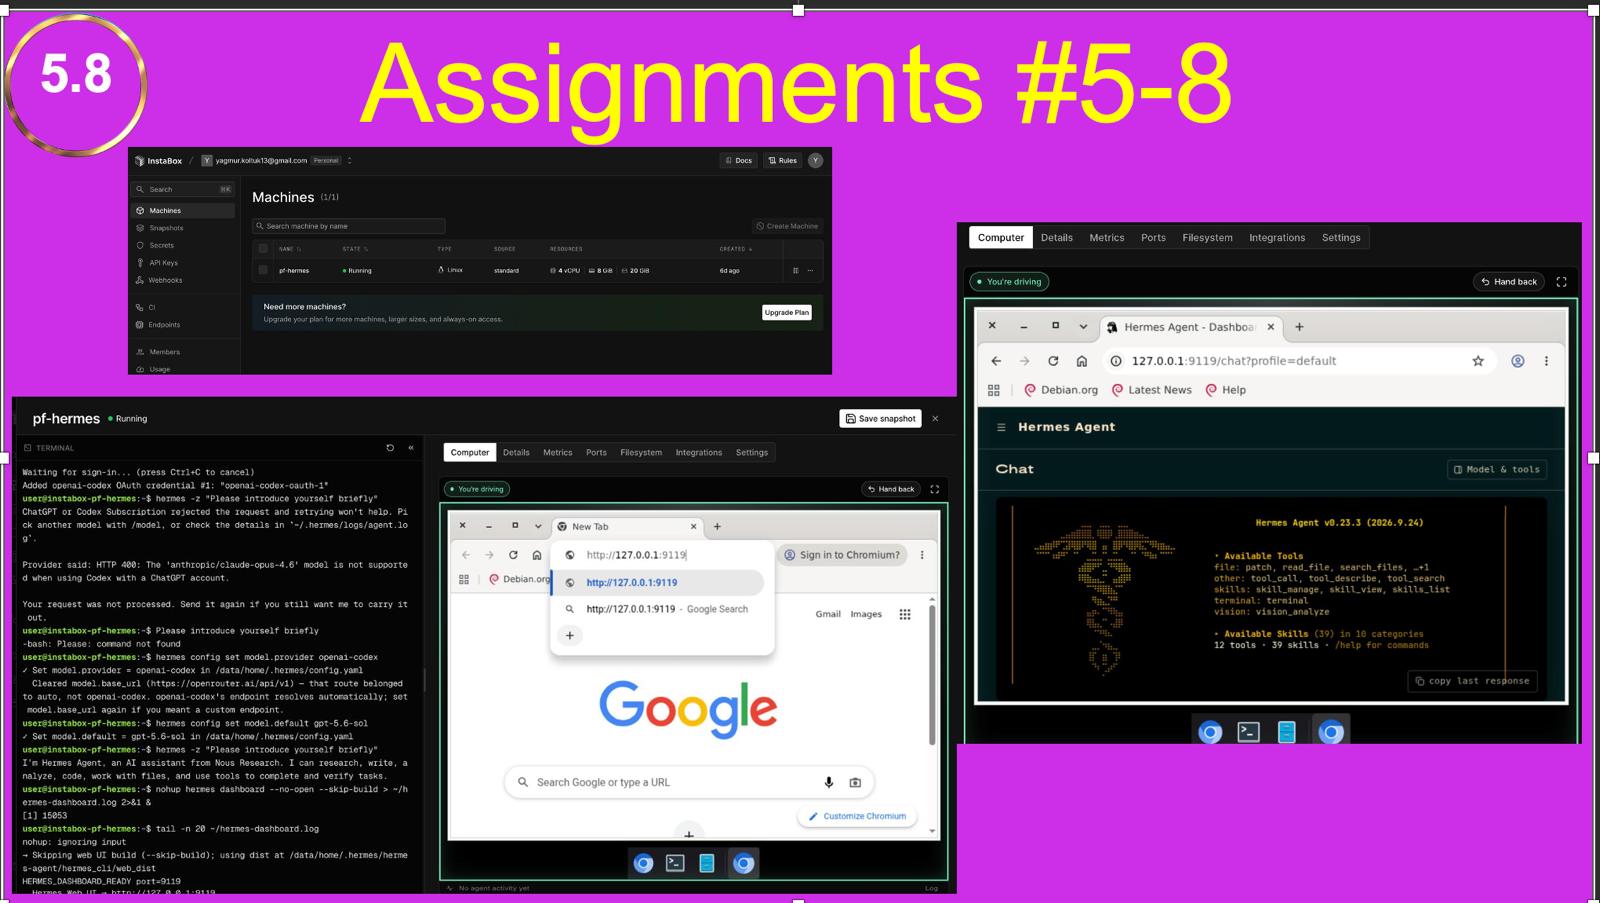 5.8
Assignments #5-8
InstaBox / Y yagmur.koltuk13@gmail.com Personal
Docs
Rules
Y
Search ⌘K
Machines
Snapshots
Secrets
API Keys
Webhooks
CI
Endpoints
Members
Usage
Machines (1/1)
Search machine by name
Create Machine
NAME STATE TYPE SOURCE RESOURCES CREATED
pf-hermes Running Linux standard 4 vCPU 8 GiB 20 GiB 6d ago
Need more machines?
Upgrade your plan for more machines, larger sizes, and always-on access.
Upgrade Plan
pf-hermes Running
Save snapshot
TERMINAL
Waiting for sign-in... (press Ctrl+C to cancel)
Added openai-codex OAuth credential #1: "openai-codex-oauth-1"
user@instabox-pf-hermes:~$ hermes -z "Please introduce yourself briefly"
ChatGPT or Codex Subscription rejected the request and retrying won't help. Pi
ck another model with /model, or check the details in `~/.hermes/logs/agent.lo
g`.
Provider said: HTTP 400: The 'anthropic/claude-opus-4.6' model is not supporte
d when using Codex with a ChatGPT account.
Your request was not processed. Send it again if you still want me to carry it
out.
user@instabox-pf-hermes:~$ Please introduce yourself briefly
-bash: Please: command not found
user@instabox-pf-hermes:~$ hermes config set model.provider openai-codex
✓ Set model.provider = openai-codex in /data/home/.hermes/config.yaml
Cleared model.base_url (https://openrouter.ai/api/v1) — that route belonged
to auto, not openai-codex. openai-codex's endpoint resolves automatically; set
model.base_url again if you meant a custom endpoint.
user@instabox-pf-hermes:~$ hermes config set model.default gpt-5.6-sol
✓ Set model.default = gpt-5.6-sol in /data/home/.hermes/config.yaml
user@instabox-pf-hermes:~$ hermes -z "Please introduce yourself briefly"
I'm Hermes Agent, an AI assistant from Nous Research. I can research, write, a
nalyze, code, work with files, and use tools to complete and verify tasks.
user@instabox-pf-hermes:~$ nohup hermes dashboard --no-open --skip-build > ~/h
ermes-dashboard.log 2>&1 &
[1] 15053
user@instabox-pf-hermes:~$ tail -n 20 ~/hermes-dashboard.log
nohup: ignoring input
→ Skipping web UI build (--skip-build); using dist at /data/home/.hermes/herme
s-agent/hermes_cli/web_dist
HERMES_DASHBOARD_READY port=9119
Hermes Web UI → http://127.0.0.1:9119
Computer Details Metrics Ports Filesystem Integrations Settings
You're driving
Hand back
New Tab
http://127.0.0.1:9119
Sign in to Chromium?
Debian.org
http://127.0.0.1:9119
http://127.0.0.1:9119 - Google Search
Gmail Images
Google
Search Google or type a URL
Customize Chromium
No agent activity yet
Log
Computer Details Metrics Ports Filesystem Integrations Settings
You're driving
Hand back
Hermes Agent - Dashboa
127.0.0.1:9119/chat?profile=default
Debian.org Latest News Help
Hermes Agent
Chat
Model & tools
Hermes Agent v0.23.3 (2026.9.24)
• Available Tools
file: patch, read_file, search_files, …+1
other: tool_call, tool_describe, tool_search
skills: skill_manage, skill_view, skills_list
terminal: terminal
vision: vision_analyze
• Available Skills (39) in 10 categories
12 tools · 39 skills · /help for commands
copy last response